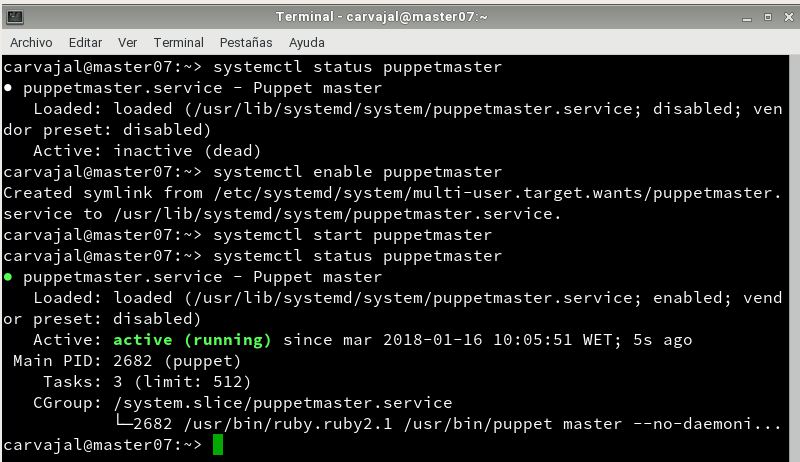 Terminal - carvajal@master07:~
Archivo Editar Ver Terminal Pestañas Ayuda
carvajal@master07:~> systemctl status puppetmaster
● puppetmaster.service - Puppet master
   Loaded: loaded (/usr/lib/systemd/system/puppetmaster.service; disabled; ven
dor preset: disabled)
   Active: inactive (dead)
carvajal@master07:~> systemctl enable puppetmaster
Created symlink from /etc/systemd/system/multi-user.target.wants/puppetmaster.
service to /usr/lib/systemd/system/puppetmaster.service.
carvajal@master07:~> systemctl start puppetmaster
carvajal@master07:~> systemctl status puppetmaster
● puppetmaster.service - Puppet master
   Loaded: loaded (/usr/lib/systemd/system/puppetmaster.service; enabled; vend
or preset: disabled)
   Active: active (running) since mar 2018-01-16 10:05:51 WET; 5s ago
 Main PID: 2682 (puppet)
    Tasks: 3 (limit: 512)
   CGroup: /system.slice/puppetmaster.service
           └─2682 /usr/bin/ruby.ruby2.1 /usr/bin/puppet master --no-daemoni...
carvajal@master07:~>